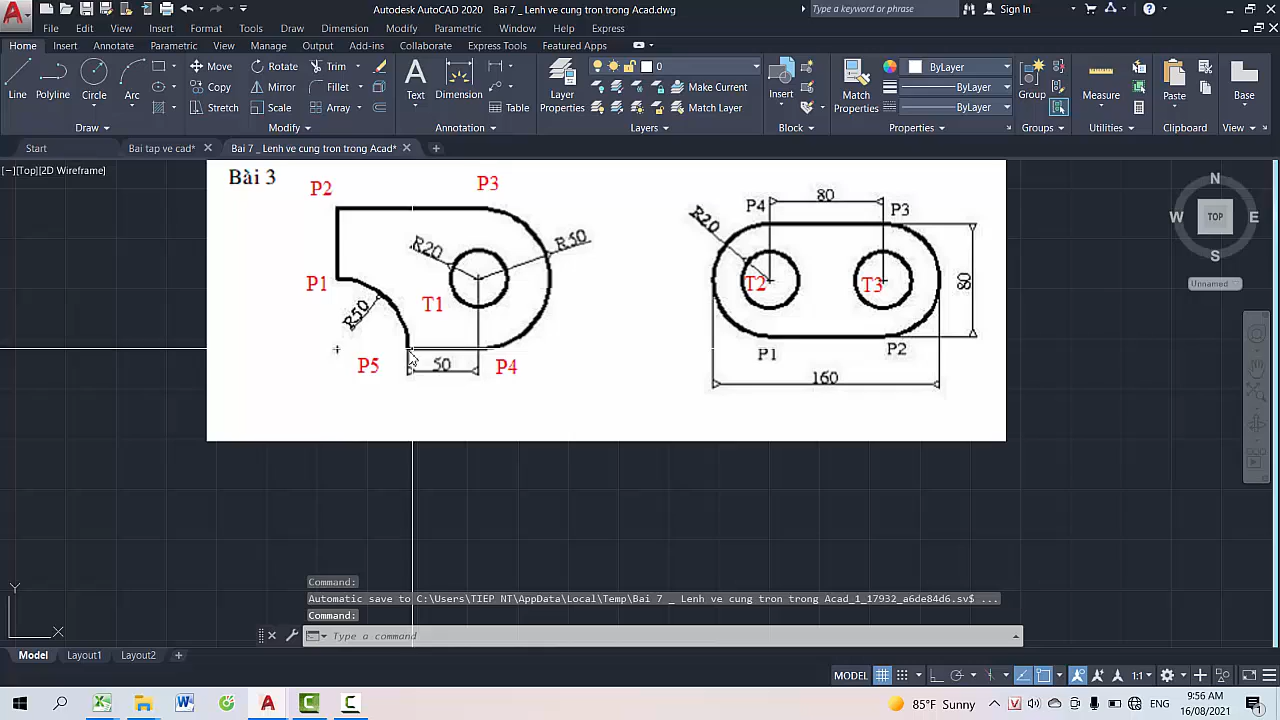 Autodesk AutoCAD 2020 Bai 7 _ Lenh ve cung tron trong Acad.dwg
Type a keyword or phrase
Sign In
File Edit View Insert Format Tools Draw Dimension Modify Parametric Window Help Express
Home Insert Annotate Parametric View Manage Output Add-ins Collaborate Express Tools Featured Apps
Line Polyline Circle Arc
Move Rotate Trim
Copy Mirror Fillet
Stretch Scale Array
Text Dimension Table
Layer Properties
0
Make Current
Match Layer
Insert
Match Properties
ByLayer
ByLayer
ByLayer
Group
Measure
Paste
Base
Draw Modify Annotation Layers Block Properties Groups Utilities Clipboard View
Start Bai tap ve cad* Bai 7 _ Lenh ve cung tron trong Acad*
[−][Top][2D Wireframe]
Bài 3
P2
P3
R20
R50
P1
T1
R50
P5
50
P4
80
P4
P3
R20
T2
T3
80
P1
P2
160
N
W TOP E
S
Unnamed
Y
X
Command:
Automatic save to C:\Users\TIEP NT\AppData\Local\Temp\Bai 7 _ Lenh ve cung tron trong Acad_1_17932_a6de84d6.sv$ ...
Command:
Type a command
Model Layout1 Layout2
MODEL
1:1
85°F Sunny
ENG
9:56 AM
16/08/2021